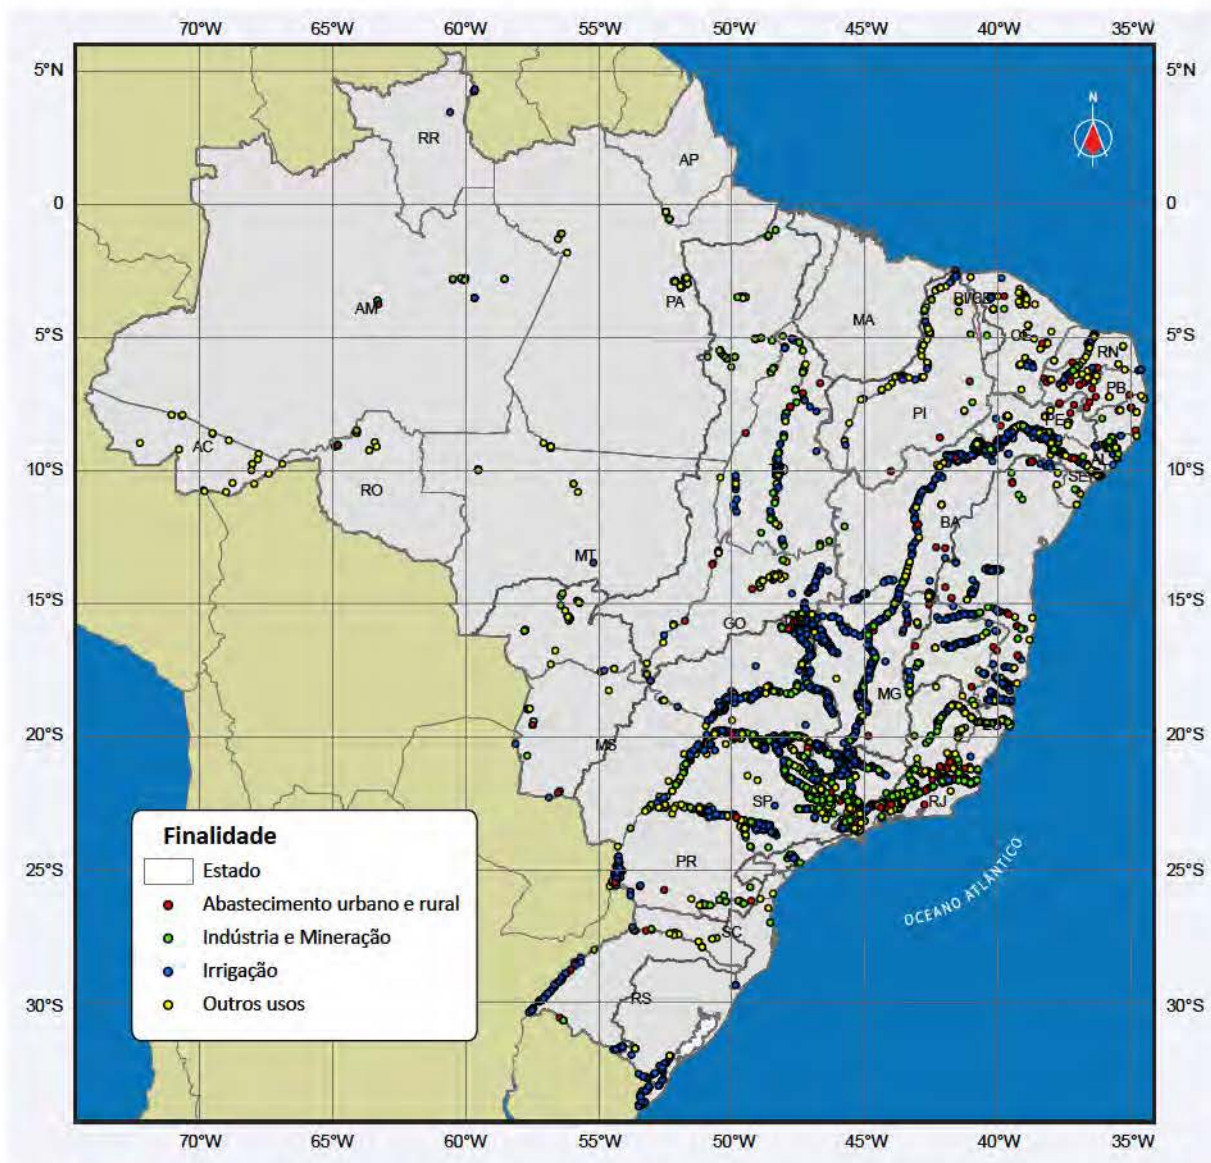 70°W 65°W 60°W 55°W 50°W 45°W 40°W 35°W
5°N 5°N
N
RR
AP
0 0
AM
PA
MA
PI/CE
CE
5°S 5°S
RN
PB
PI
PE
AC
AL
10°S TO 10°S
SE
RO
BA
MT
15°S 15°S
GO
MG
ES
20°S 20°S
MS
SP
RJ
Finalidade
Estado
Abastecimento urbano e rural
Indústria e Mineração
Irrigação
Outros usos
PR
25°S 25°S
OCEANO ATLÂNTICO
SC
30°S 30°S
RS
70°W 65°W 60°W 55°W 50°W 45°W 40°W 35°W